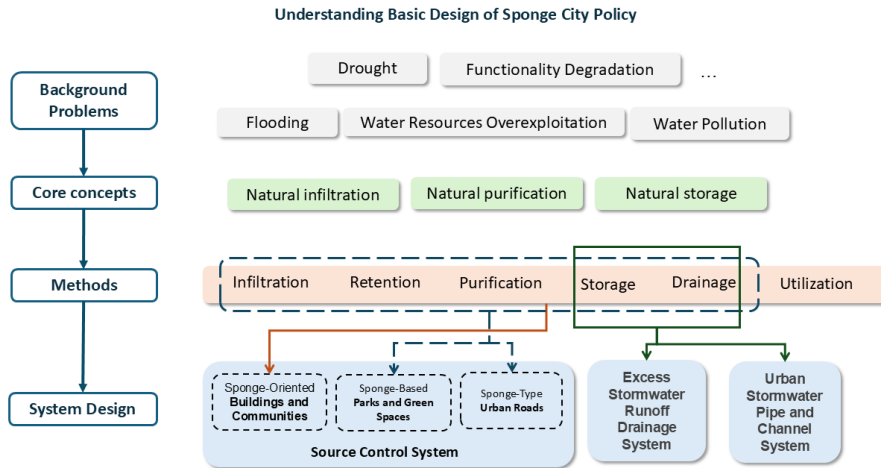 Understanding Basic Design of Sponge City Policy
Background
Problems
Drought
Functionality Degradation
...
Flooding
Water Resources Overexploitation
Water Pollution
Core concepts
Natural infiltration
Natural purification
Natural storage
Methods
Infiltration
Retention
Purification
Storage
Drainage
Utilization
System Design
Sponge-Oriented
Buildings and
Communities
Sponge-Based
Parks and Green
Spaces
Sponge-Type
Urban Roads
Source Control System
Excess
Stormwater
Runoff
Drainage
System
Urban
Stormwater
Pipe and
Channel
System